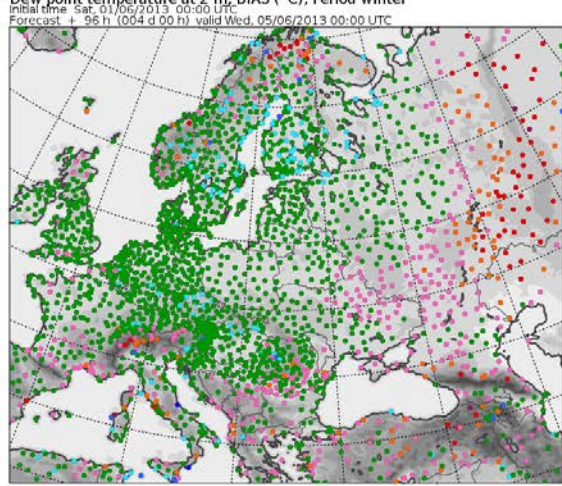 Dew point temperature at 2 m, BIAS (°C), Period Winter
Initial time Sat, 01/06/2013 00:00 UTC
Forecast + 96 h (004 d 00 h) valid Wed, 05/06/2013 00:00 UTC